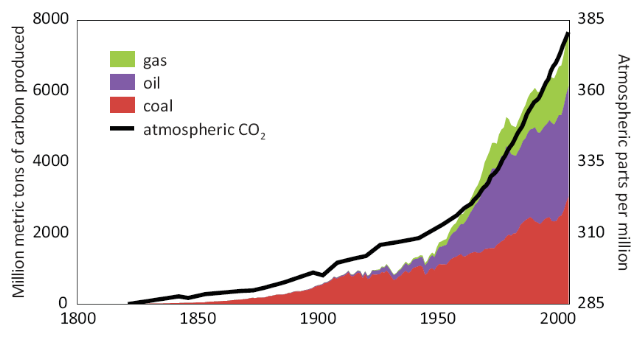 8000
6000
4000
2000
0
Million metric tons of carbon produced
gas
oil
coal
atmospheric CO₂
385
360
335
310
285
Atmospheric parts per million
1800
1850
1900
1950
2000